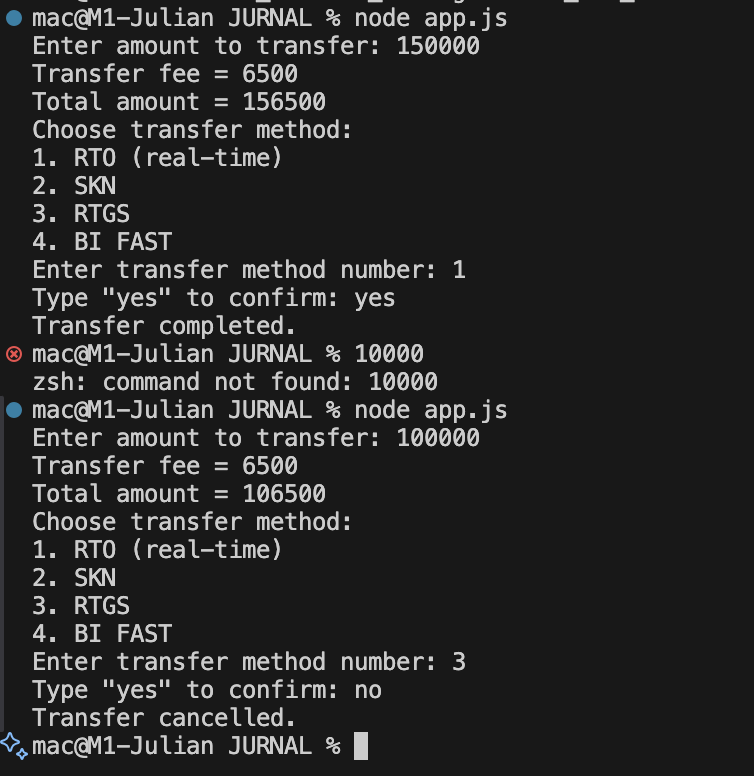 mac@M1-Julian JURNAL % node app.js
Enter amount to transfer: 150000
Transfer fee = 6500
Total amount = 156500
Choose transfer method:
1. RTO (real-time)
2. SKN
3. RTGS
4. BI FAST
Enter transfer method number: 1
Type "yes" to confirm: yes
Transfer completed.
mac@M1-Julian JURNAL % 10000
zsh: command not found: 10000
mac@M1-Julian JURNAL % node app.js
Enter amount to transfer: 100000
Transfer fee = 6500
Total amount = 106500
Choose transfer method:
1. RTO (real-time)
2. SKN
3. RTGS
4. BI FAST
Enter transfer method number: 3
Type "yes" to confirm: no
Transfer cancelled.
mac@M1-Julian JURNAL %